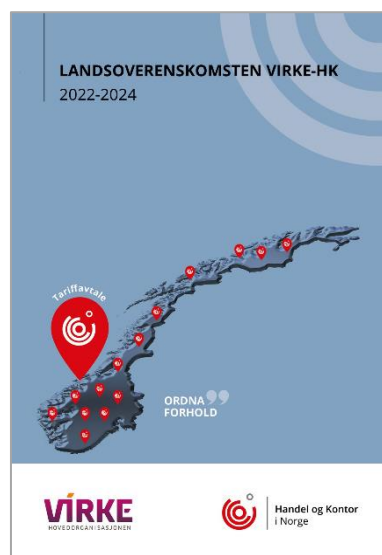 LANDSOVERENSKOMSTEN VIRKE-HK
2022-2024
Tariffavtale
ORDNA
FORHOLD
VIRKE
HOVEDORGANISASJONEN
Handel og Kontor
i Norge